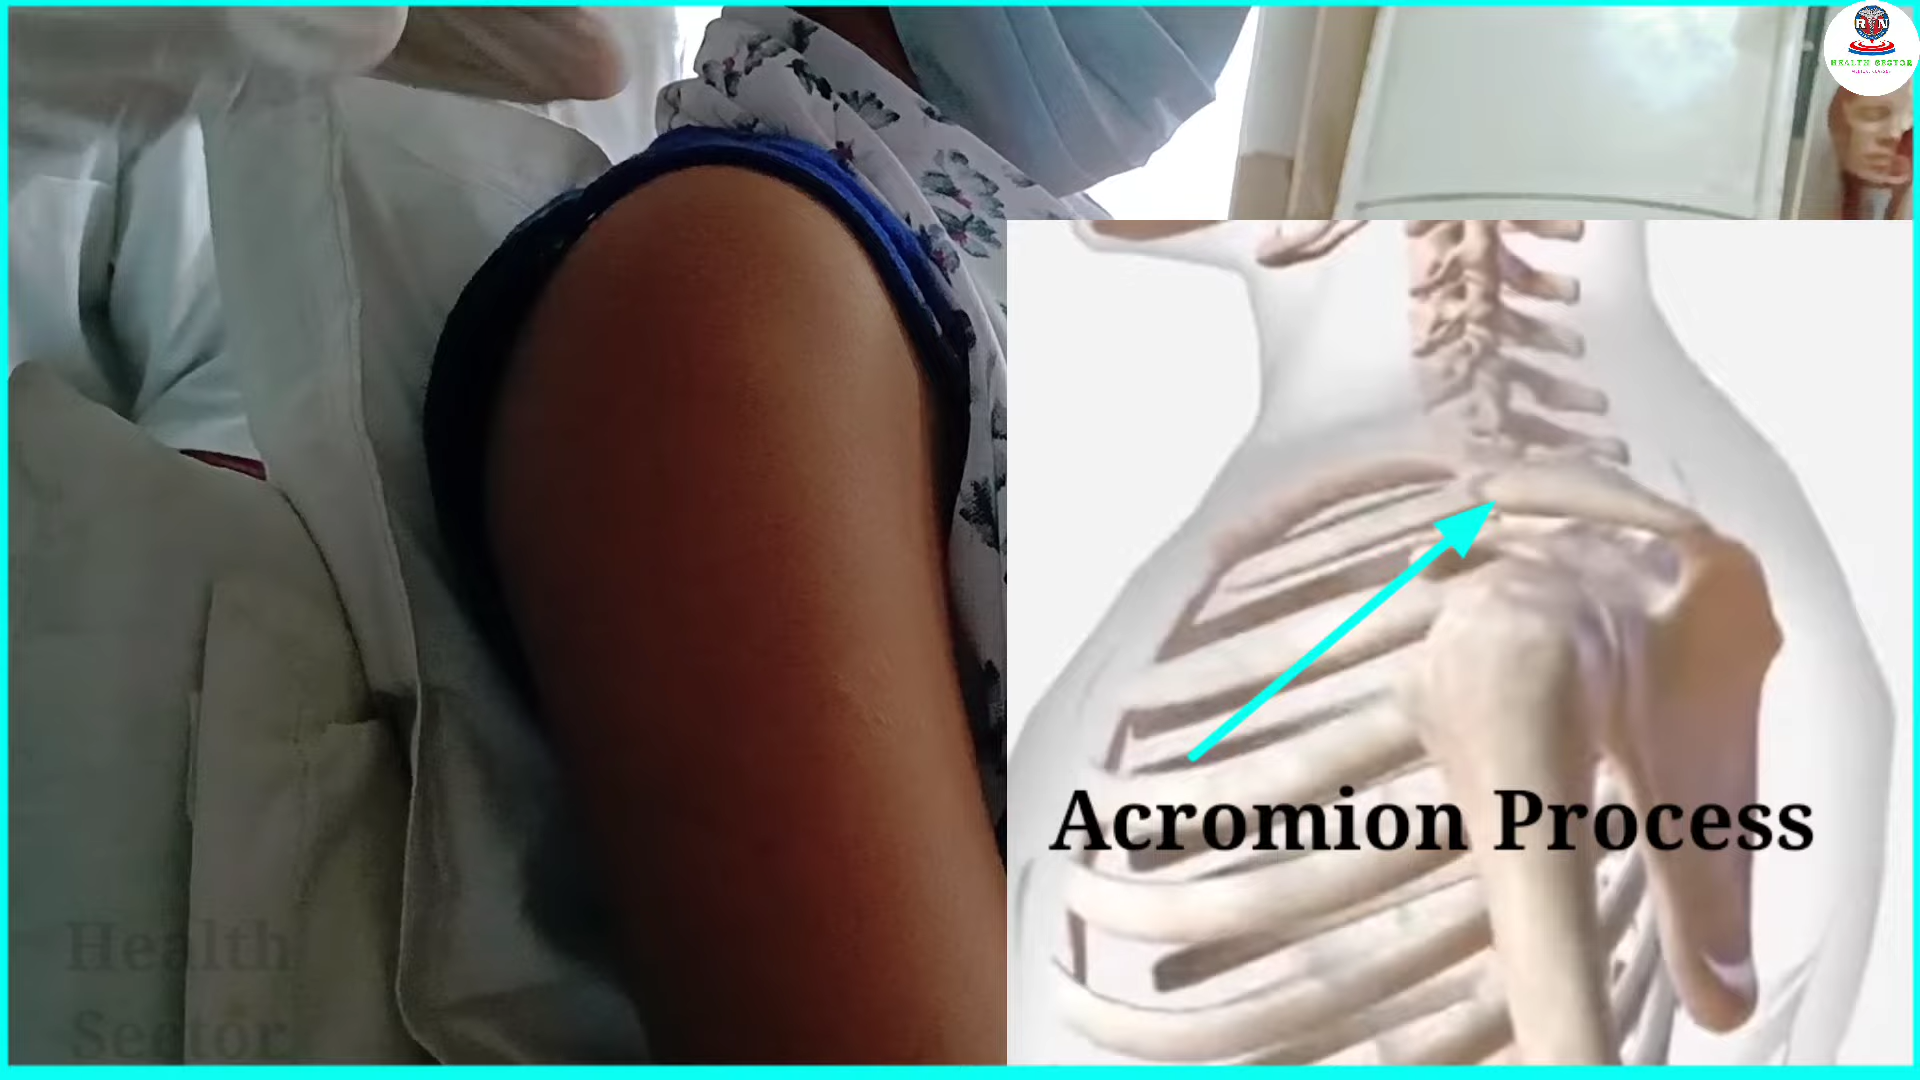 R N
HEALTH SECTOR
Acromion Process
Health
Sector